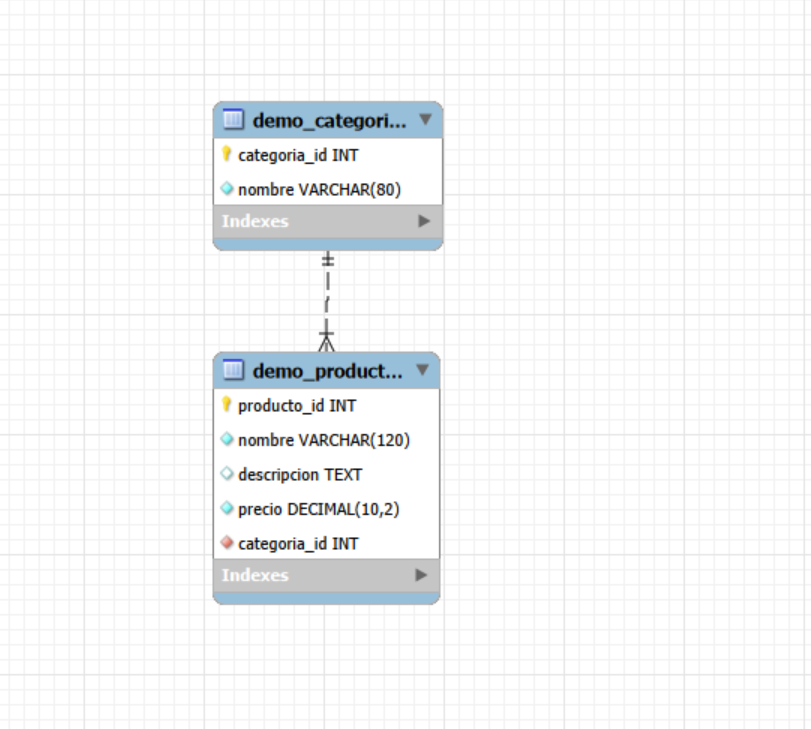 demo_categori...
categoria_id INT
nombre VARCHAR(80)
Indexes
demo_product...
producto_id INT
nombre VARCHAR(120)
descripcion TEXT
precio DECIMAL(10,2)
categoria_id INT
Indexes